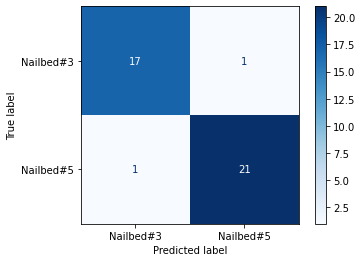 Nailbed#3
Nailbed#5
True label
17
1
1
21
Nailbed#3
Nailbed#5
Predicted label
20.0
17.5
15.0
12.5
10.0
7.5
5.0
2.5